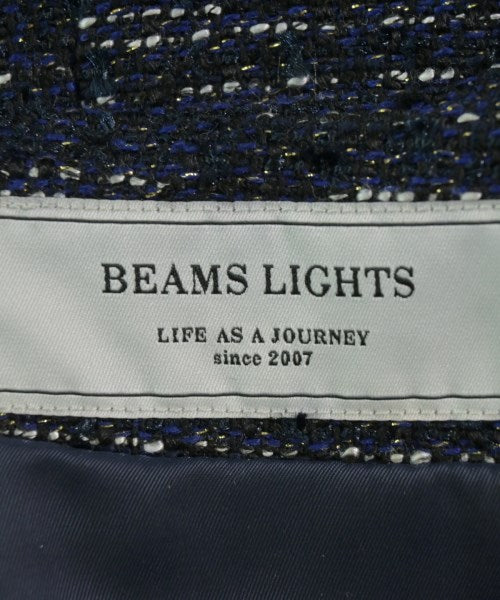 BEAMS LIGHTS
LIFE AS A JOURNEY
since 2007